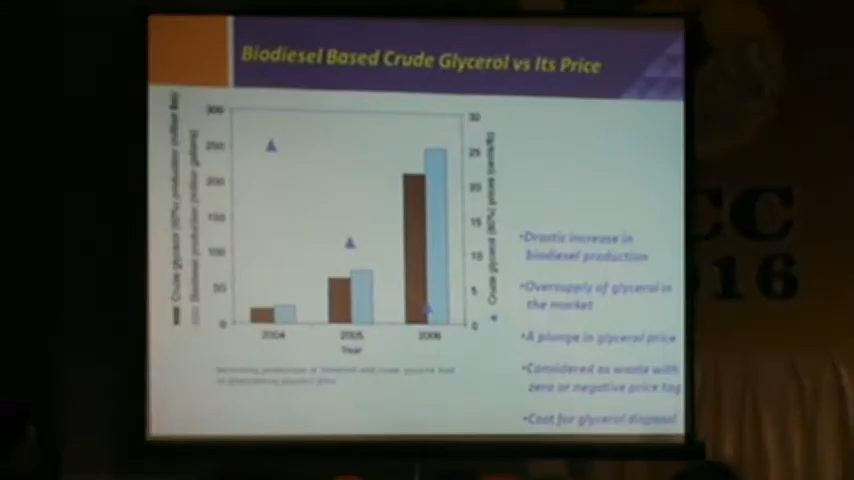 Biodiesel Based Crude Glycerol vs Its Price
Crude glycerol (80%) production (million lbs)
Biodiesel production (million gallons)
300
250
200
150
100
50
0
30
25
20
15
10
5
0
Crude glycerol (80%) prices (cents/lb)
2004
2005
2006
Year
•Drastic increase in
biodiesel production
•Oversupply of glycerol in
the market
•A plunge in glycerol price
•Considered as waste with
zero or negative price tag
•Cost for glycerol disposal
CC
16